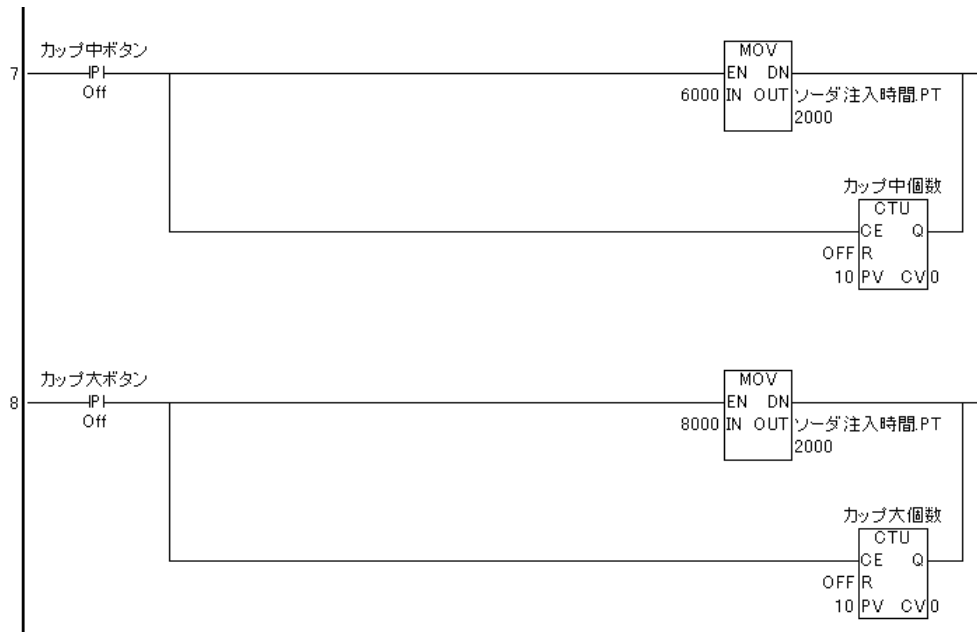 カップ中ボタン
7
P
Off
MOV
EN DN
6000 IN OUT ソーダ注入時間.PT
2000
カップ中個数
CTU
CE Q
OFF R
10 PV CV 0
カップ大ボタン
8
P
Off
MOV
EN DN
8000 IN OUT ソーダ注入時間.PT
2000
カップ大個数
CTU
CE Q
OFF R
10 PV CV 0